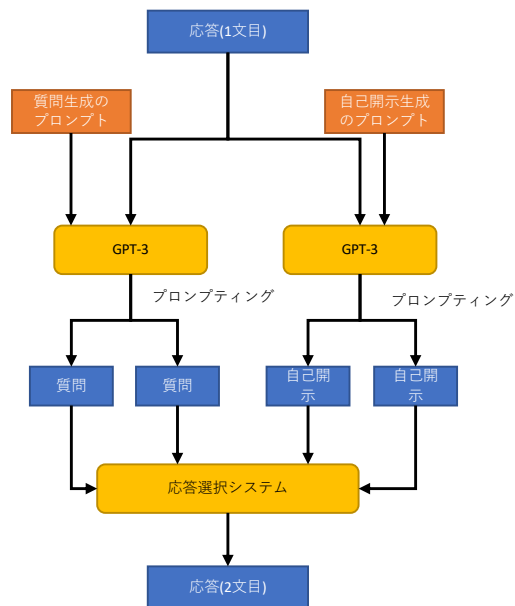 応答(1文目)
質問生成の
プロンプト
自己開示生成
のプロンプト
GPT-3
GPT-3
プロンプティング
プロンプティング
質問
質問
自己開
示
自己開
示
応答選択システム
応答(2文目)